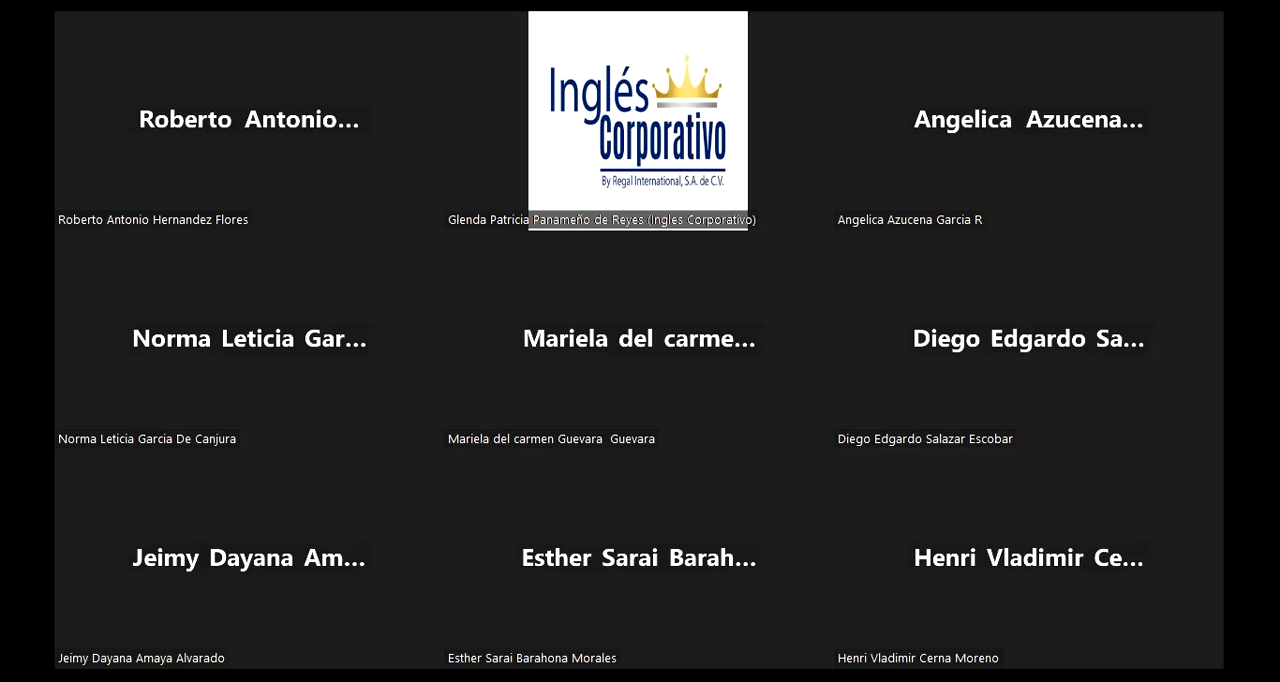 Roberto Antonio...
Roberto Antonio Hernandez Flores
Inglés
Corporativo
By Regal International, S.A. de C.V.
Glenda Patricia Panameño de Reyes (Ingles Corporativo)
Angelica Azucena...
Angelica Azucena Garcia R
Norma Leticia Gar...
Norma Leticia Garcia De Canjura
Mariela del carme...
Mariela del carmen Guevara  Guevara
Diego Edgardo Sa...
Diego Edgardo Salazar Escobar
Jeimy Dayana Am...
Jeimy Dayana Amaya Alvarado
Esther Sarai Barah...
Esther Sarai Barahona Morales
Henri Vladimir Ce...
Henri Vladimir Cerna Moreno